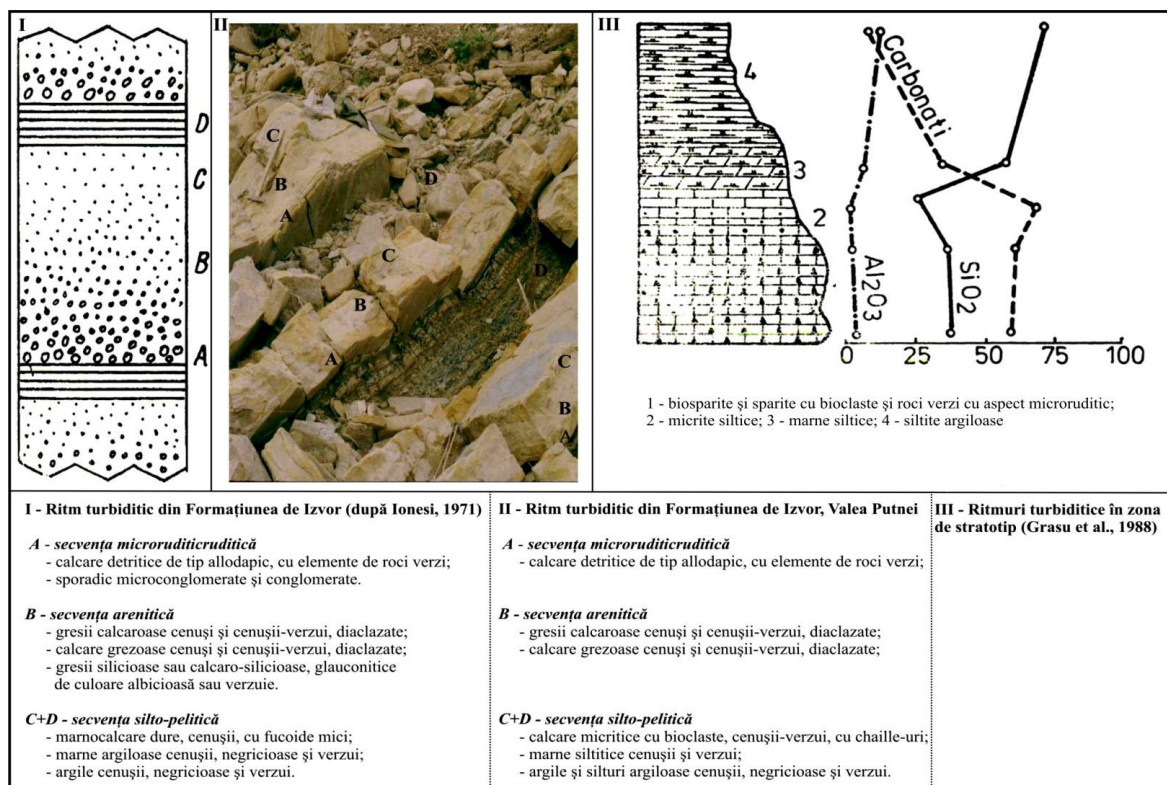 I
D
C
B
A
II
C
B
A
D
C
B
A
D
C
B
A
III
4
3
2
Carbonati
Al2O3
SiO2
0 25 50 75 100
1 - biosparite şi sparite cu bioclaste şi roci verzi cu aspect microruditic;
2 - micrite siltice; 3 - marne siltice; 4 - siltite argiloase
I - Ritm turbiditic din Formaţiunea de Izvor (după Ionesi, 1971)
A - secvenţa microruditicruditică
- calcare detritice de tip allodapic, cu elemente de roci verzi;
- sporadic microconglomerate şi conglomerate.
B - secvenţa arenitică
- gresii calcaroase cenuşi şi cenuşii-verzui, diaclazate;
- calcare grezoase cenuşi şi cenuşii-verzui, diaclazate;
- gresii silicioase sau calcaro-silicioase, glauconitice
de culoare albicioasă sau verzuie.
C+D - secvenţa silto-pelitică
- marnocalcare dure, cenuşii, cu fucoide mici;
- marne argiloase cenuşii, negricioase şi verzui;
- argile cenuşii, negricioase şi verzui.
II - Ritm turbiditic din Formaţiunea de Izvor, Valea Putnei
A - secvenţa microruditicruditică
- calcare detritice de tip allodapic, cu elemente de roci verzi;
B - secvenţa arenitică
- gresii calcaroase cenuşi şi cenuşii-verzui, diaclazate;
- calcare grezoase cenuşi şi cenuşii-verzui, diaclazate;
C+D - secvenţa silto-pelitică
- calcare micritice cu bioclaste, cenuşii-verzui, cu chaille-uri;
- marne siltitice cenuşii şi verzui;
- argile şi silturi argiloase cenuşii, negricioase şi verzui.
III - Ritmuri turbiditice în zona
de stratotip (Grasu et al., 1988)